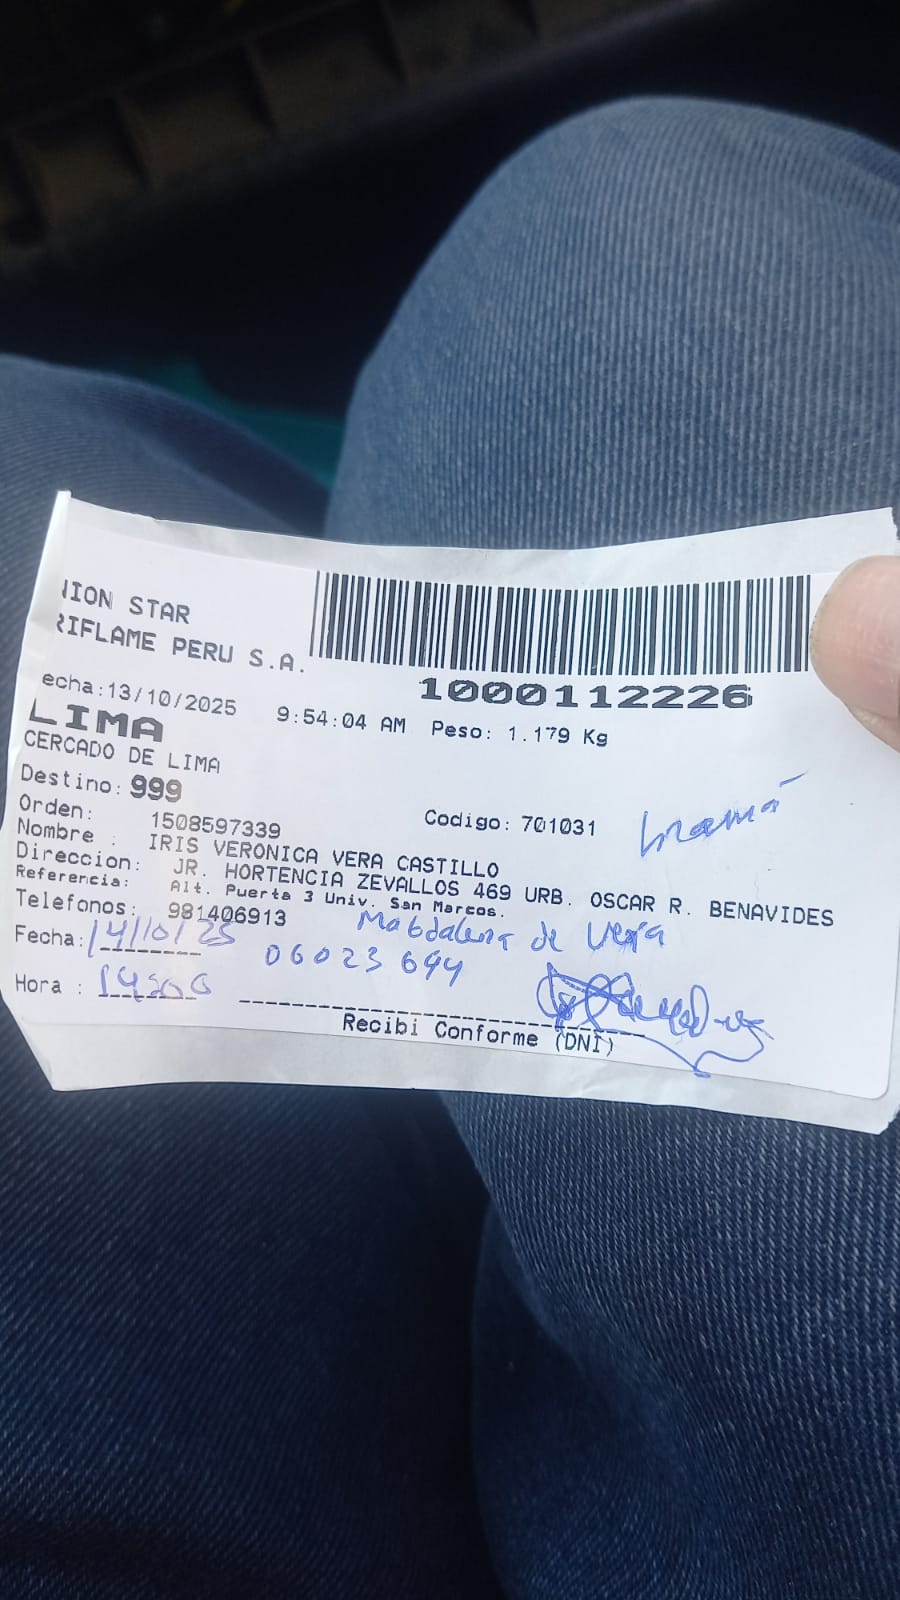 NION STAR
RIFLAME PERU S.A.
1000112226
echa:13/10/2025 9:54:04 AM Peso: 1.179 Kg
LIMA
CERCADO DE LIMA
Destino: 999
Orden: 1508597339 Codigo: 701031
mamá
Nombre : IRIS VERONICA VERA CASTILLO
Direccion: JR. HORTENCIA ZEVALLOS 469 URB. OSCAR R. BENAVIDES
Referencia: Alt. Puerta 3 Univ. San Marcos.
Telefonos: 981406913
Magdalena de Vera
Fecha: 14/10/25 06023694
Hora :
Recibi Conforme (DNI)